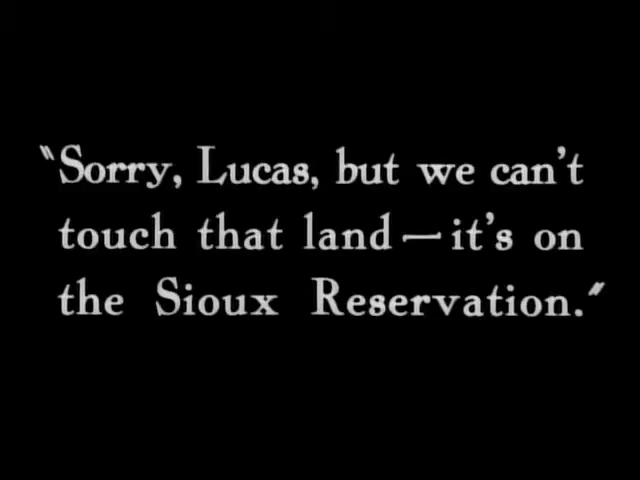 "Sorry, Lucas, but we can't
touch that land—it's on
the Sioux Reservation."